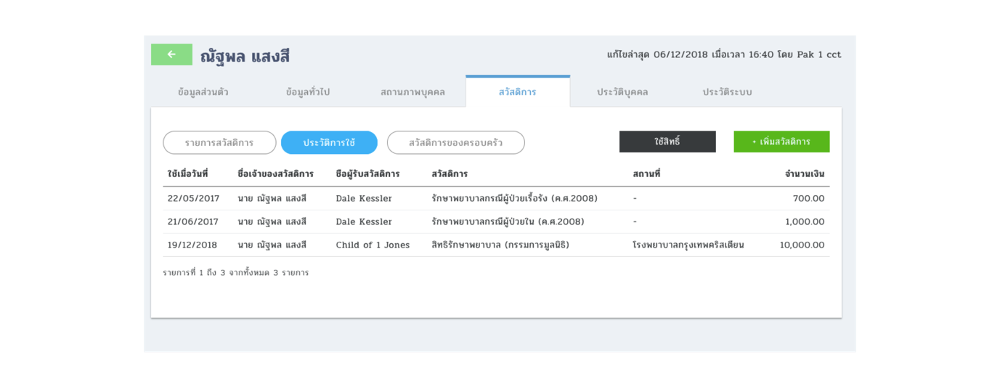 ณัฐพล แสงสี
แก้ไขล่าสุด 06/12/2018 เมื่อเวลา 16:40 โดย Pak 1 cct
ข้อมูลส่วนตัว ข้อมูลทั่วไป สถานภาพบุคคล สวัสดิการ ประวัติบุคคล ประวัติระบบ
รายการสวัสดิการ ประวัติการใช้ สวัสดิการของครอบครัว ใช้สิทธิ์ + เพิ่มสวัสดิการ
ใช้เมื่อวันที่ ชื่อเจ้าของสวัสดิการ ชือผู้รับสวัสดิการ สวัสดิการ สถานที่ จำนวนเงิน
22/05/2017 นาย ณัฐพล แสงสี Dale Kessler รักษาพยาบาลกรณีผู้ป่วยเรื้อรัง (ค.ศ.2008) - 700.00
21/06/2017 นาย ณัฐพล แสงสี Dale Kessler รักษาพยาบาลกรณีผู้ป่วยใน (ค.ศ.2008) - 1,000.00
19/12/2018 นาย ณัฐพล แสงสี Child of 1 Jones สิทธิรักษาพยาบาล (กรรมการมูลนิธิ) โรงพยาบาลกรุงเทพคริสเตียน 10,000.00
รายการที่ 1 ถึง 3 จากทั้งหมด 3 รายการ